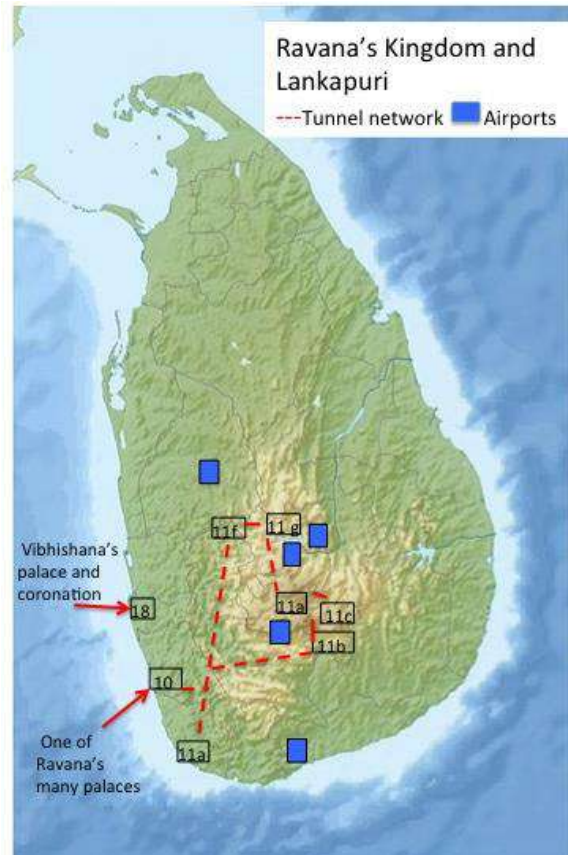 Ravana's Kingdom and
Lankapuri
---Tunnel network Airports
11f
11 g
Vibhishana's
palace and
coronation
18
11a
11c
11b
10
One of
Ravana's
many palaces
11a